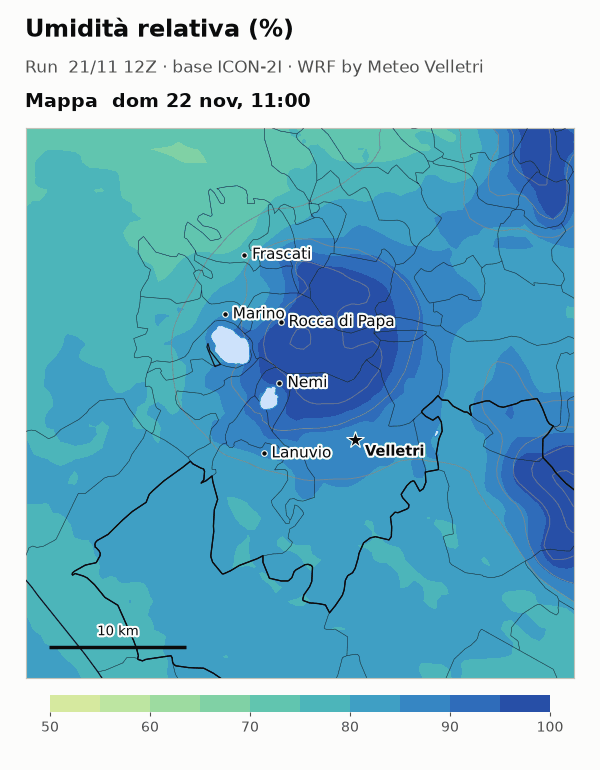 Umidità relativa (%)
Run  21/11 12Z · base ICON-2I · WRF by Meteo Velletri
Mappa  dom 22 nov, 11:00
Frascati
Marino
Rocca di Papa
Nemi
Velletri
Lanuvio
10 km
50 60 70 80 90 100